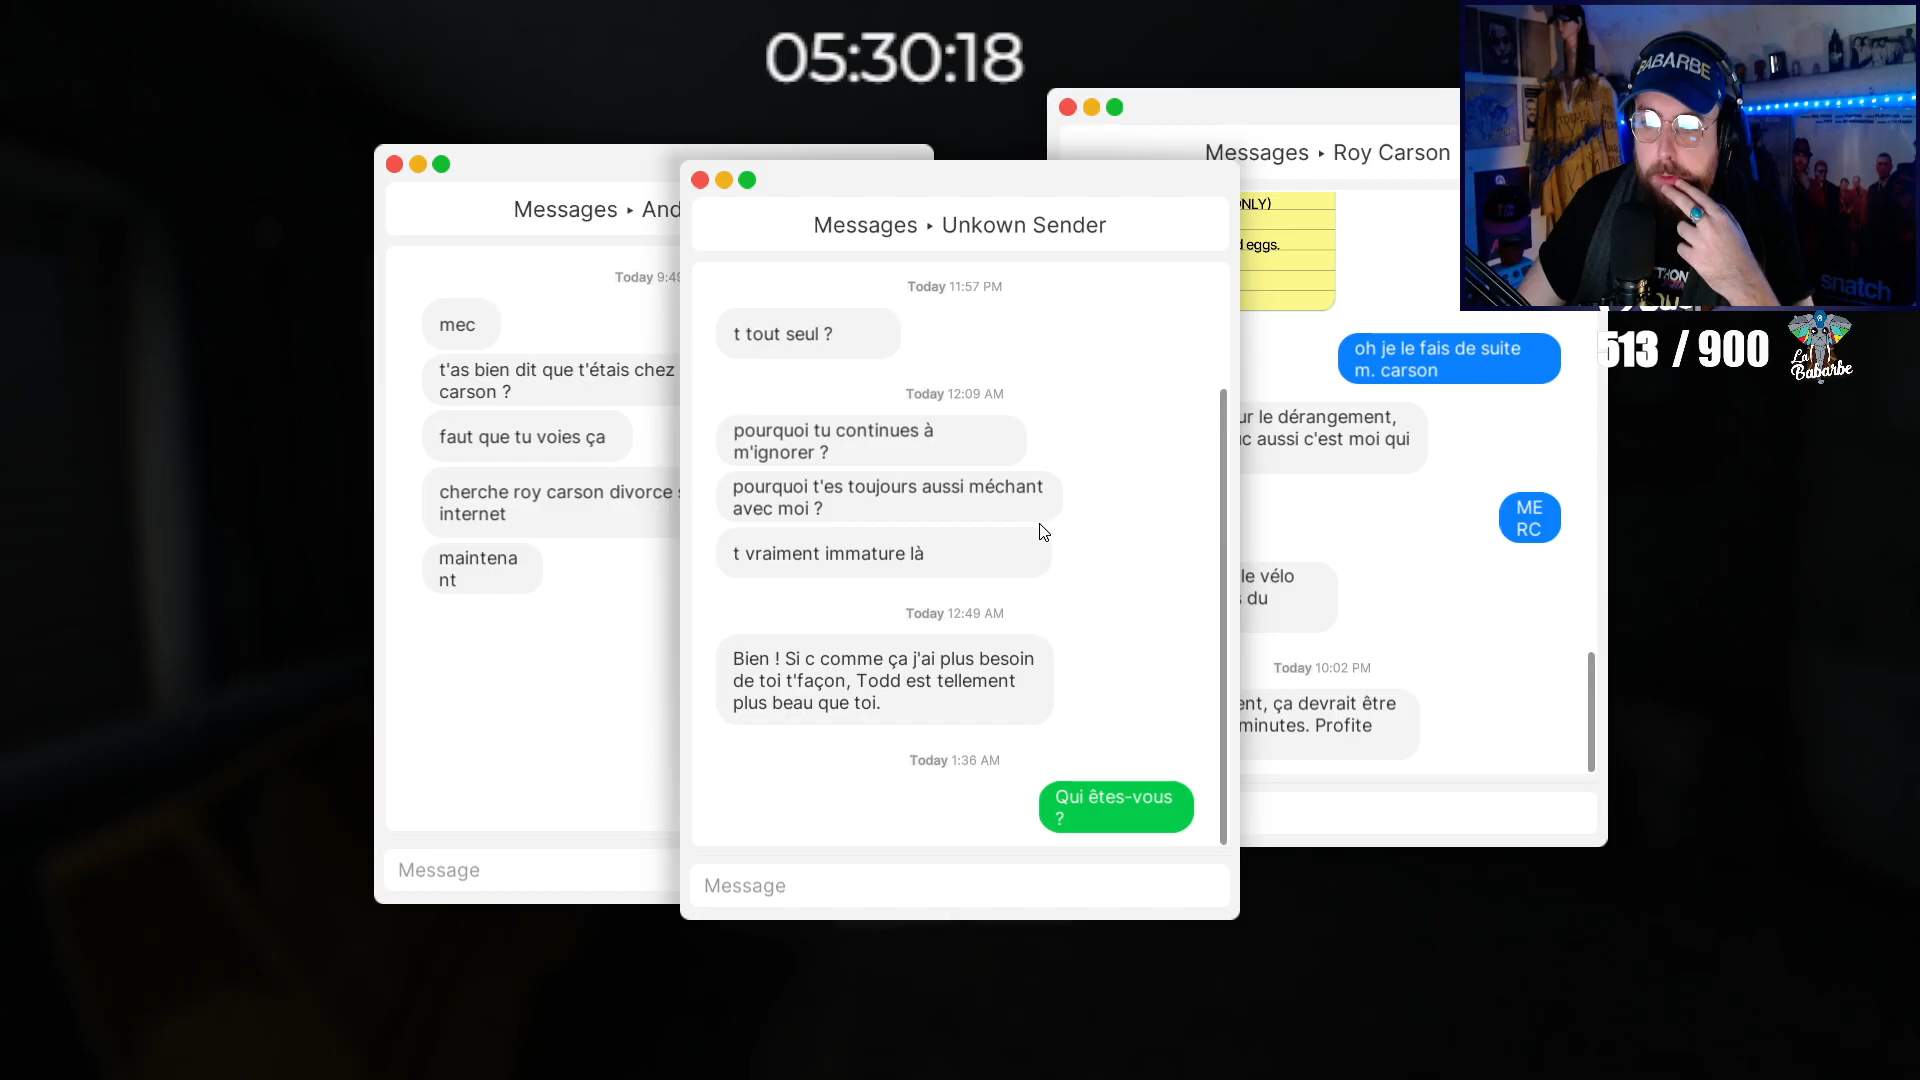 05:30:18
BABARBE
snatch
513 / 900
La
Babarbe
Messages ▸ And
Today 9:49
mec
t'as bien dit que t'étais chez
carson ?
faut que tu voies ça
cherche roy carson divorce
internet
maintena
nt
Message
Messages ▸ Unkown Sender
Today 11:57 PM
t tout seul ?
Today 12:09 AM
pourquoi tu continues à
m'ignorer ?
pourquoi t'es toujours aussi méchant
avec moi ?
t vraiment immature là
Today 12:49 AM
Bien ! Si c comme ça j'ai plus besoin
de toi t'façon, Todd est tellement
plus beau que toi.
Today 1:36 AM
Qui êtes-vous
?
Message
Messages ▸ Roy Carson
NLY)
d eggs.
oh je le fais de suite
m. carson
ur le dérangement,
uc aussi c'est moi qui
ME
RC
le vélo
s du
Today 10:02 PM
ent, ça devrait être
minutes. Profite